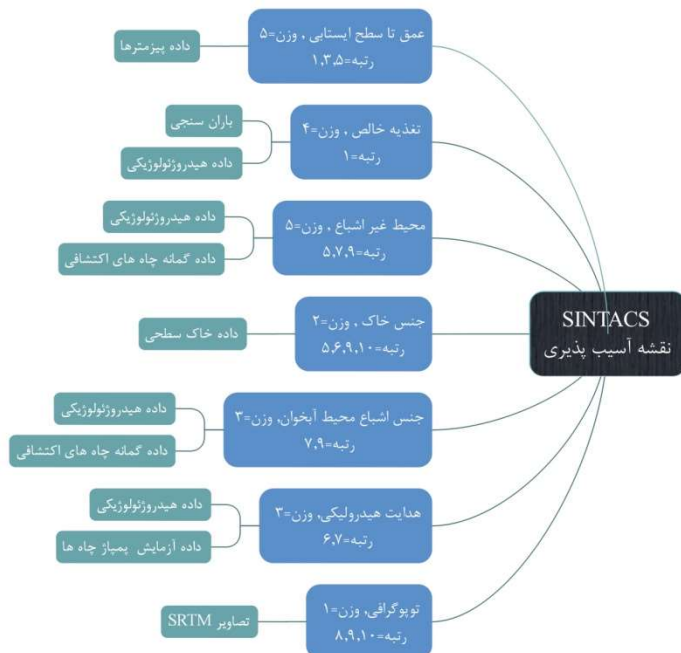 SINTACS
نقشه آسیب پذیری
عمق تا سطح ایستابی , وزن=۵
رتبه=۱,۳,۵
داده پیزمترها
تغذیه خالص , وزن=۴
رتبه=۱
باران سنجی
داده هیدروژئولوژیکی
محیط غیر اشباع , وزن=۵
رتبه=۵,۷,۹
داده هیدروژئولوژیکی
داده گمانه چاه های اکتشافی
جنس خاک , وزن=۲
رتبه=۵,۶,۹,۱۰
داده خاک سطحی
جنس اشباع محیط آبخوان, وزن=۳
رتبه=۷,۹
داده هیدروژئولوژیکی
داده گمانه چاه های اکتشافی
هدایت هیدرولیکی, وزن=۳
رتبه=۶,۷
داده هیدروژئولوژیکی
داده آزمایش پمپاژ چاه ها
توپوگرافی, وزن=۱
رتبه=۸,۹,۱۰
تصاویر SRTM